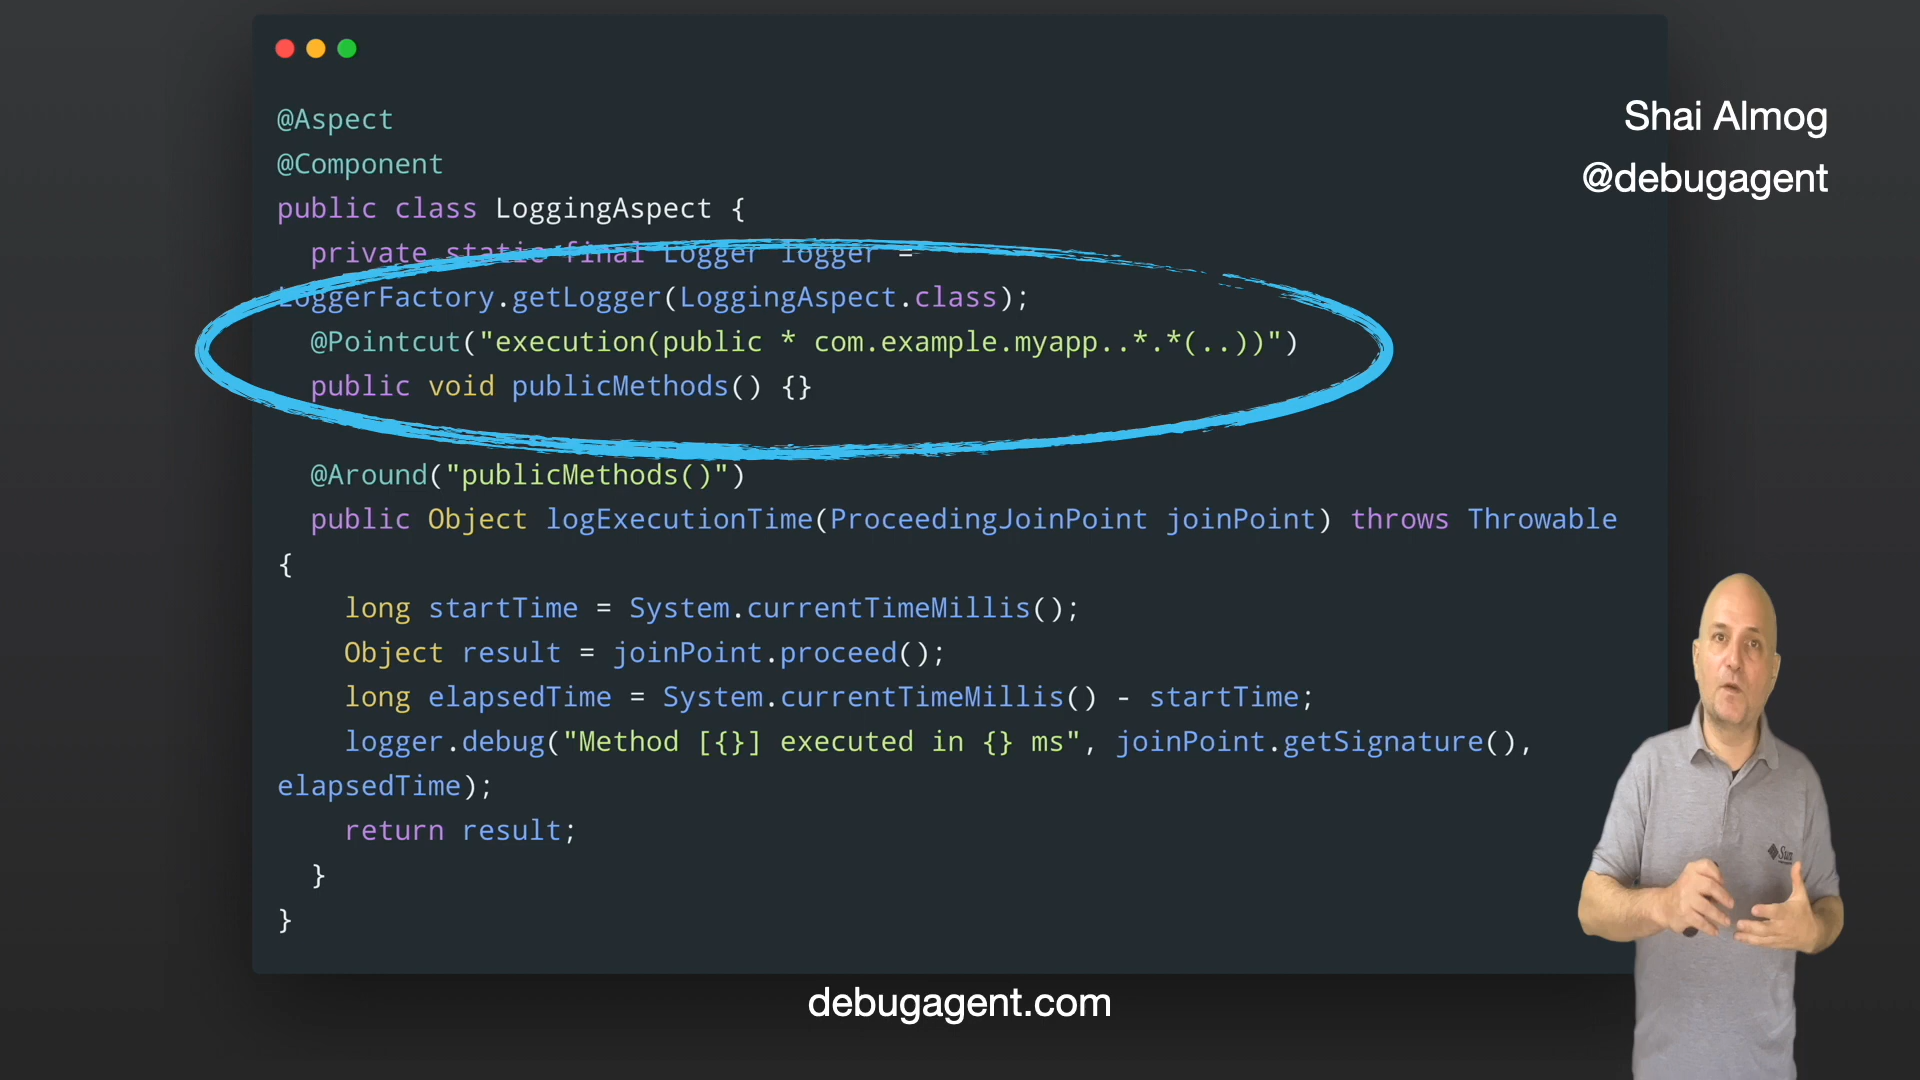 @Aspect
@Component
public class LoggingAspect {
private static final Logger logger =
LoggerFactory.getLogger(LoggingAspect.class);
@Pointcut("execution(public * com.example.myapp..*.*(..))")
public void publicMethods() {}
@Around("publicMethods()")
public Object logExecutionTime(ProceedingJoinPoint joinPoint) throws Throwable
{
long startTime = System.currentTimeMillis();
Object result = joinPoint.proceed();
long elapsedTime = System.currentTimeMillis() - startTime;
logger.debug("Method [{}] executed in {} ms", joinPoint.getSignature(),
elapsedTime);
return result;
}
}
Shai Almog
@debugagent
Sun
debugagent.com